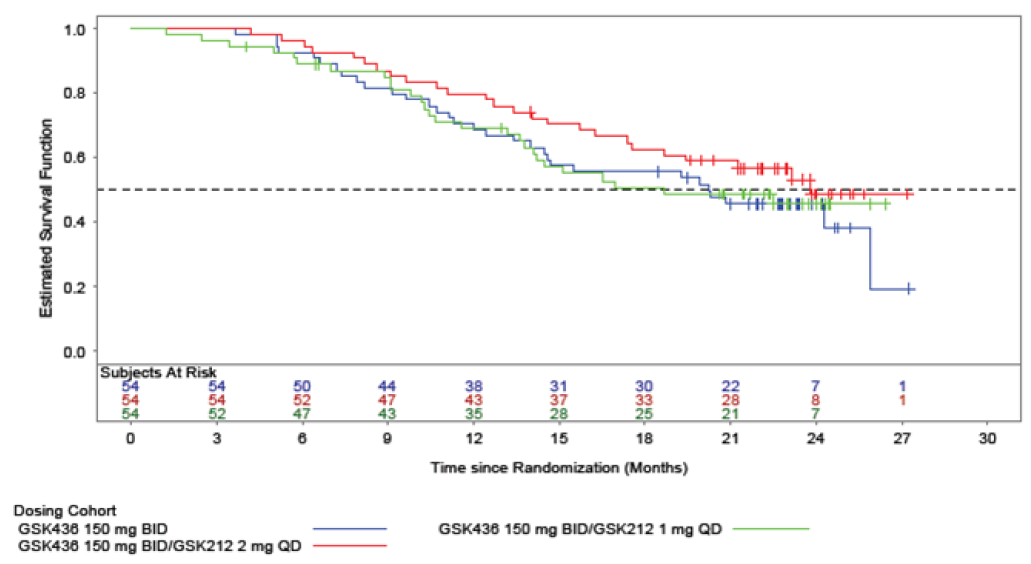 Estimated Survival Function
1.0
0.8
0.6
0.4
0.2
0.0
Subjects At Risk
54 54 50 44 38 31 30 22 7 1
54 54 52 47 43 37 33 28 8 1
54 52 47 43 35 28 25 21 7
0 3 6 9 12 15 18 21 24 27 30
Time since Randomization (Months)
Dosing Cohort
GSK436 150 mg BID GSK436 150 mg BID/GSK212 1 mg QD
GSK436 150 mg BID/GSK212 2 mg QD